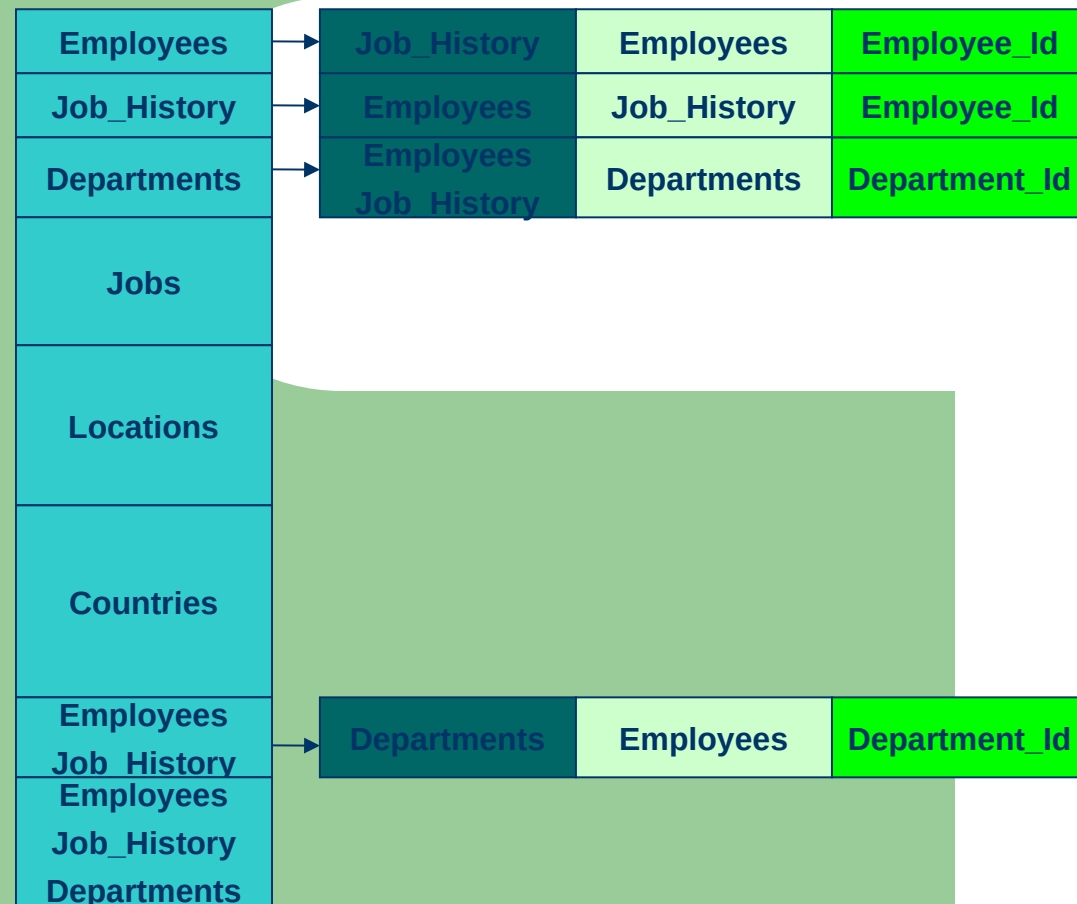 Employees Job_History Employees Employee_Id
Job_History Employees Job_History Employee_Id
Departments Employees Departments Department_Id
Job_History
Jobs
Locations
Countries
Employees Departments Employees Department_Id
Job_History
Employees
Job_History
Departments